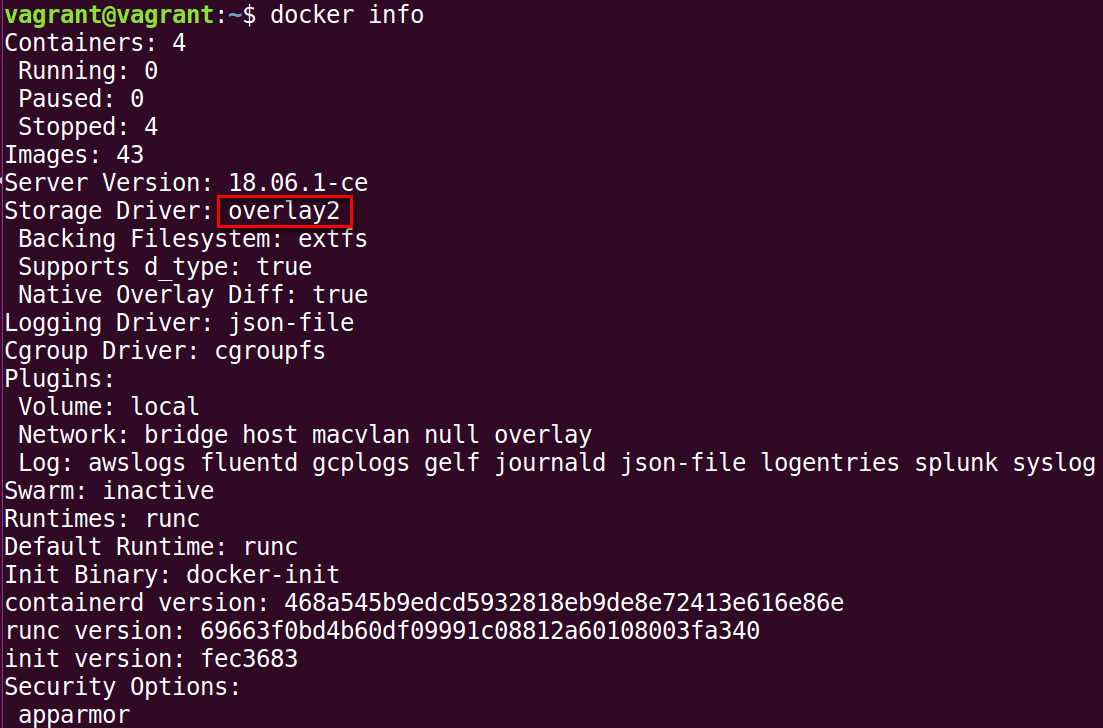 vagrant@vagrant:~$ docker info
Containers: 4
 Running: 0
 Paused: 0
 Stopped: 4
Images: 43
Server Version: 18.06.1-ce
Storage Driver: overlay2
 Backing Filesystem: extfs
 Supports d_type: true
 Native Overlay Diff: true
Logging Driver: json-file
Cgroup Driver: cgroupfs
Plugins:
 Volume: local
 Network: bridge host macvlan null overlay
 Log: awslogs fluentd gcplogs gelf journald json-file logentries splunk syslog
Swarm: inactive
Runtimes: runc
Default Runtime: runc
Init Binary: docker-init
containerd version: 468a545b9edcd5932818eb9de8e72413e616e86e
runc version: 69663f0bd4b60df09991c08812a60108003fa340
init version: fec3683
Security Options:
 apparmor